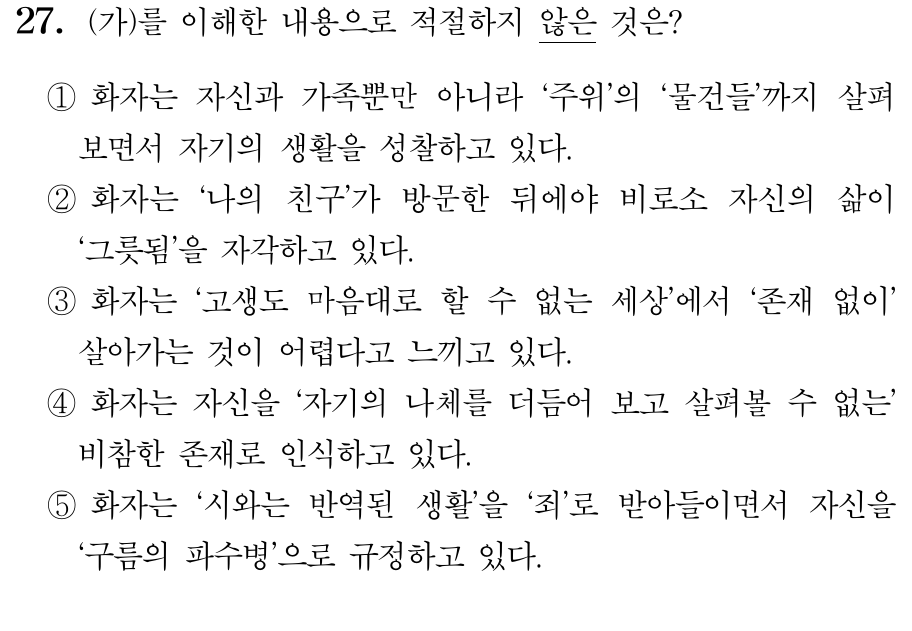 27. (가)를 이해한 내용으로 적절하지 않은 것은?
① 화자는 자신과 가족뿐만 아니라 ‘주위’의 ‘물건들’까지 살펴
보면서 자기의 생활을 성찰하고 있다.
② 화자는 ‘나의 친구’가 방문한 뒤에야 비로소 자신의 삶이
‘그릇됨’을 자각하고 있다.
③ 화자는 ‘고생도 마음대로 할 수 없는 세상’에서 ‘존재 없이’
살아가는 것이 어렵다고 느끼고 있다.
④ 화자는 자신을 ‘자기의 나체를 더듬어 보고 살펴볼 수 없는’
비참한 존재로 인식하고 있다.
⑤ 화자는 ‘시와는 반역된 생활’을 ‘죄’로 받아들이면서 자신을
‘구름의 파수병’으로 규정하고 있다.